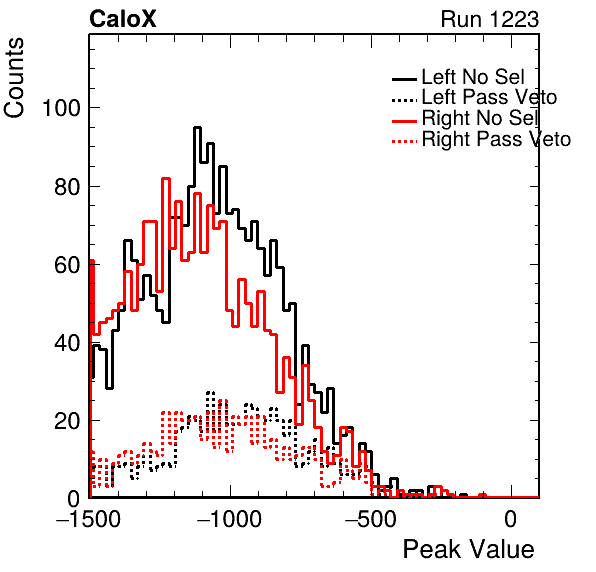 CaloX Run 1223
Counts
Left No Sel
Left Pass Veto
Right No Sel
Right Pass Veto
100
80
60
40
20
0
−1500 −1000 −500 0
Peak Value